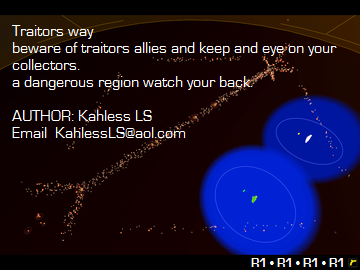 Traitors way
beware of traitors allies and keep and eye on your
collectors.
a dangerous region watch your back.
AUTHOR: Kahless LS
Email  KahlessLS@aol.com
R1 • R1 • R1 • R1 r